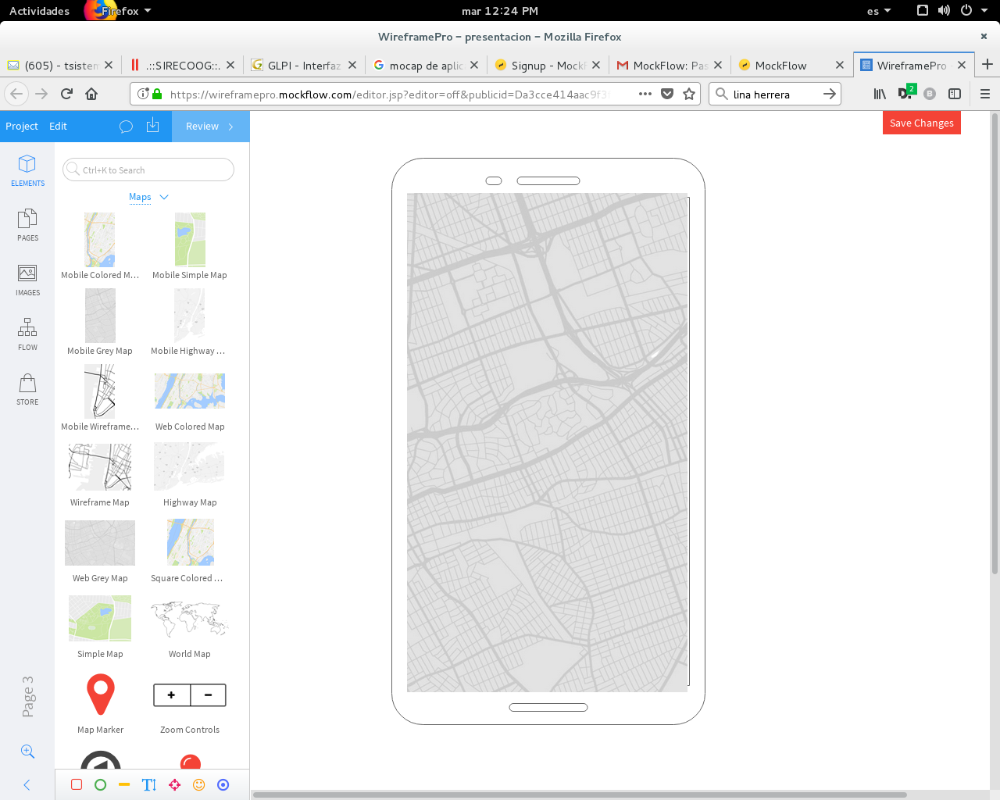 Actividades Firefox mar 12:24 PM es
WireframePro – presentacion – Mozilla Firefox
(605) - tsistem .::SIRECOOG::. GLPI - Interfaz mocap de aplic Signup - MockF MockFlow: Pas MockFlow WireframePro -
https://wireframepro.mockflow.com/editor.jsp?editor=off&publicid=Da3cce414aac9f3 lina herrera 2
Project Edit Review Save Changes
ELEMENTS
PAGES
IMAGES
FLOW
STORE
Page 3
Ctrl+K to Search
Maps
Mobile Colored M... Mobile Simple Map
Mobile Grey Map Mobile Highway ...
Mobile Wireframe... Web Colored Map
Wireframe Map Highway Map
Web Grey Map Square Colored ...
Simple Map World Map
Map Marker Zoom Controls